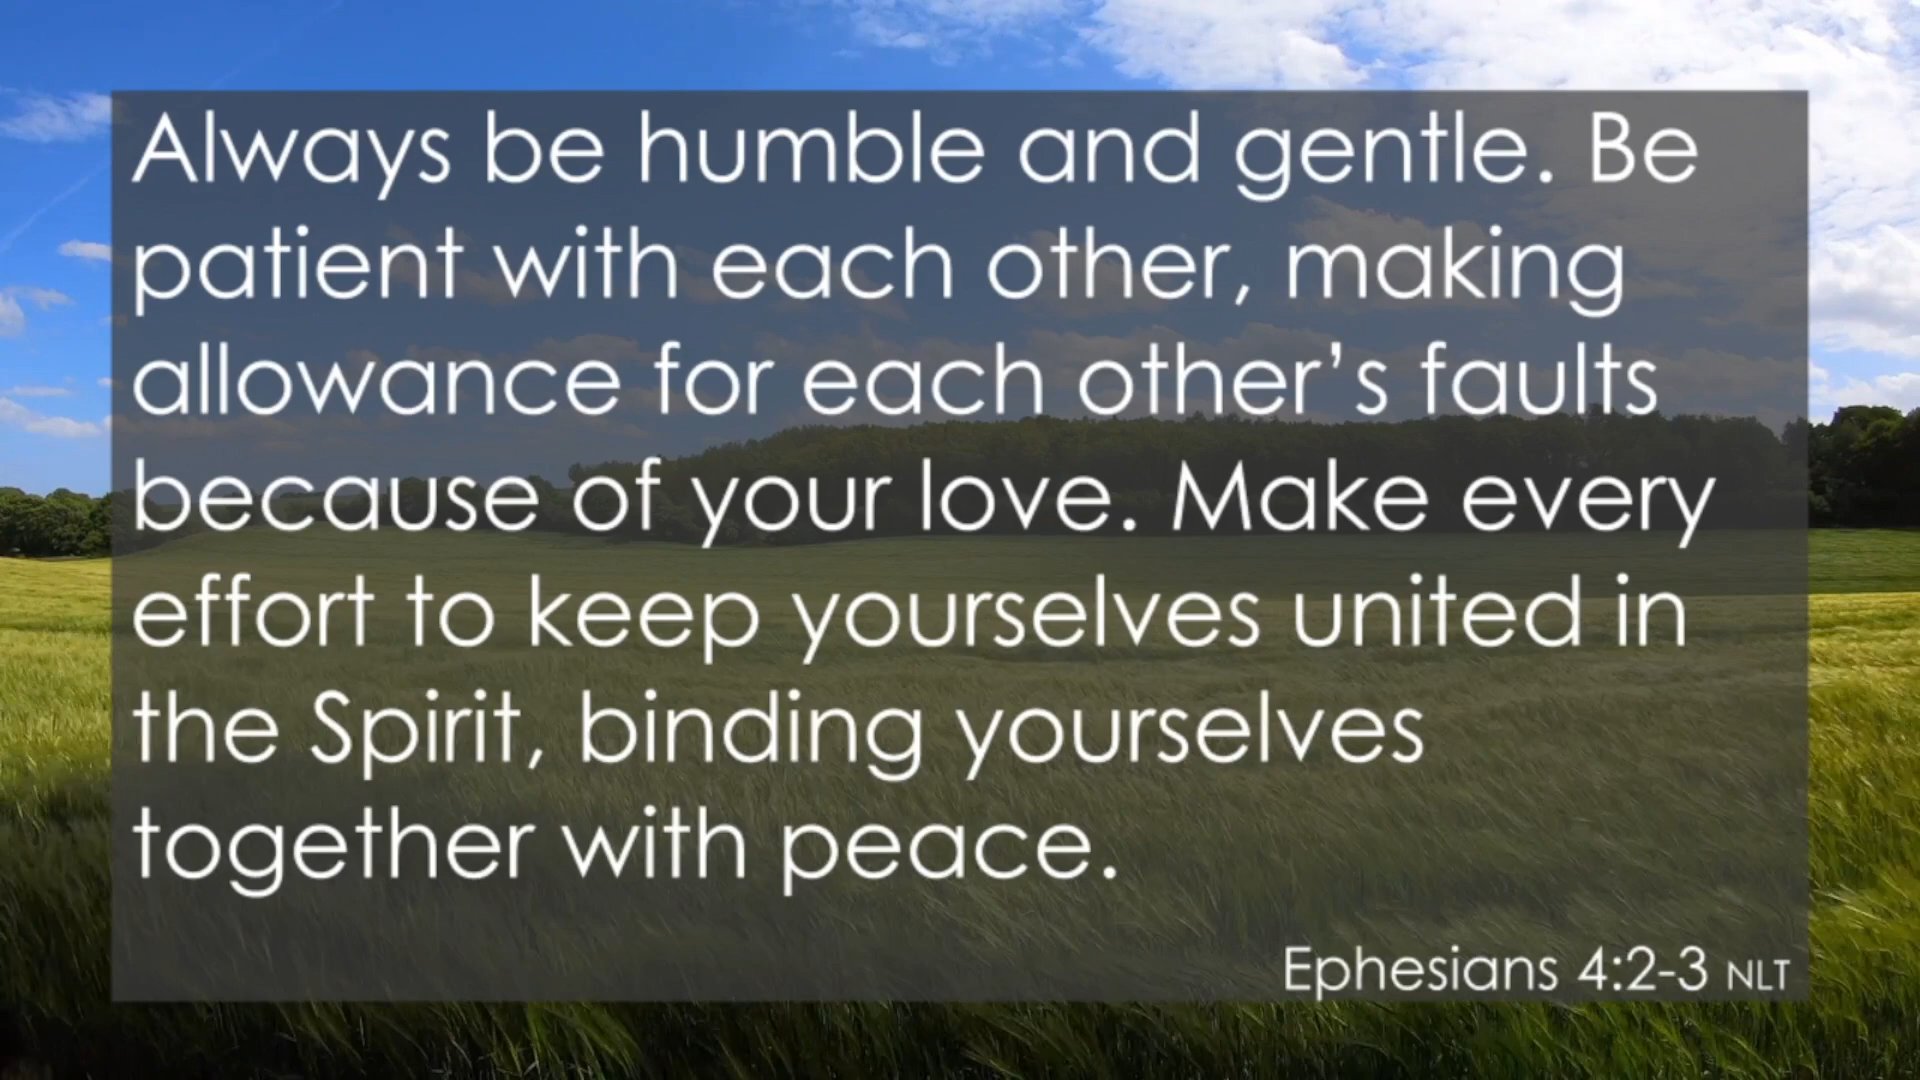 Always be humble and gentle. Be
patient with each other, making
allowance for each other’s faults
because of your love. Make every
effort to keep yourselves united in
the Spirit, binding yourselves
together with peace.
Ephesians 4:2-3 NLT